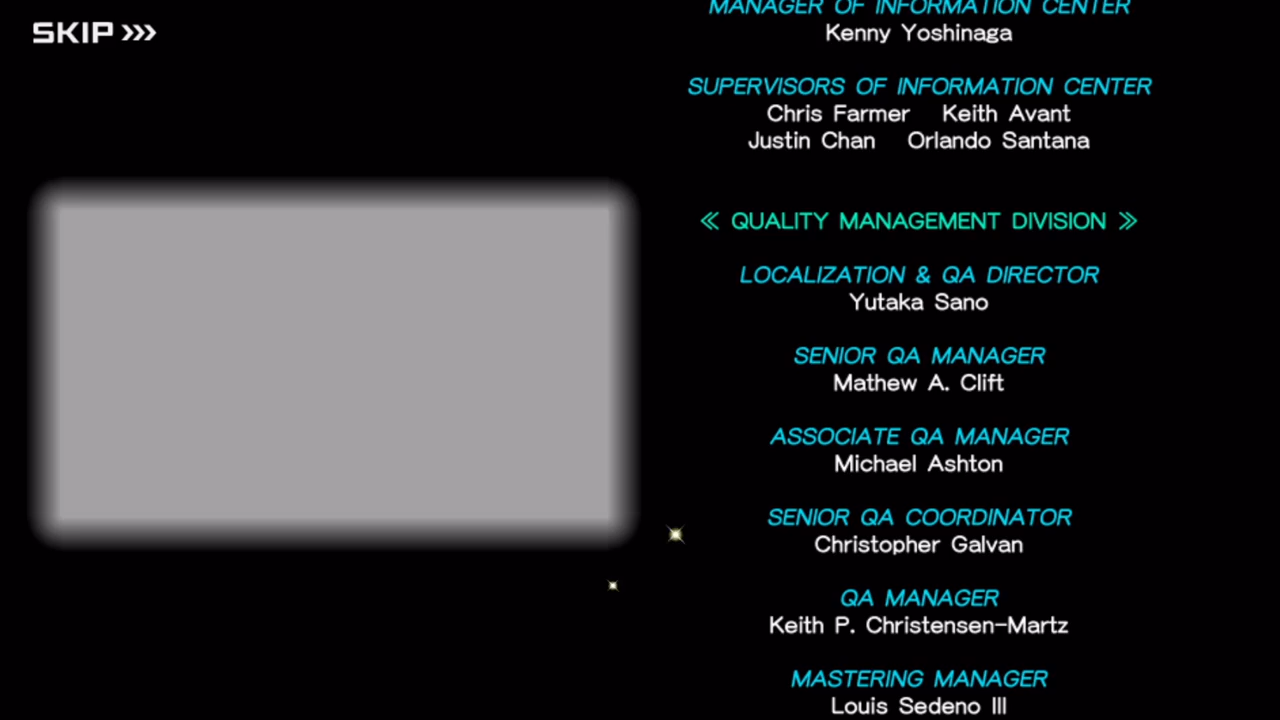 SKIP >>>
MANAGER OF INFORMATION CENTER
Kenny Yoshinaga
SUPERVISORS OF INFORMATION CENTER
Chris Farmer Keith Avant
Justin Chan Orlando Santana
≪ QUALITY MANAGEMENT DIVISION ≫
LOCALIZATION & QA DIRECTOR
Yutaka Sano
SENIOR QA MANAGER
Mathew A. Clift
ASSOCIATE QA MANAGER
Michael Ashton
SENIOR QA COORDINATOR
Christopher Galvan
QA MANAGER
Keith P. Christensen-Martz
MASTERING MANAGER
Louis Sedeno III